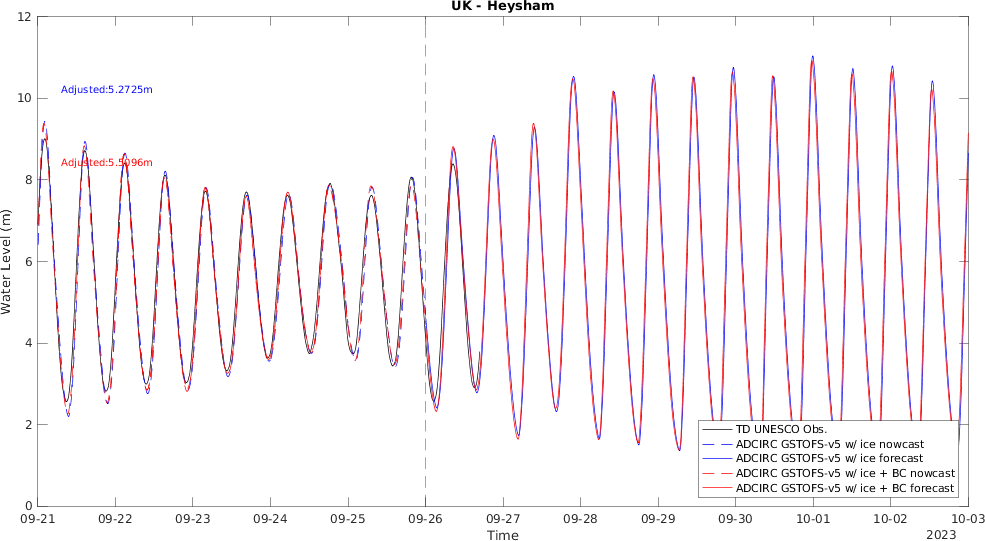 UK - Heysham
12
10
8
6
4
2
0
Water Level (m)
Adjusted:5.2725m
Adjusted:5.5096m
TD UNESCO Obs.
ADCIRC GSTOFS-v5 w/ ice nowcast
ADCIRC GSTOFS-v5 w/ ice forecast
ADCIRC GSTOFS-v5 w/ ice + BC nowcast
ADCIRC GSTOFS-v5 w/ ice + BC forecast
09-21 09-22 09-23 09-24 09-25 09-26 09-27 09-28 09-29 09-30 10-01 10-02 10-03
Time
2023